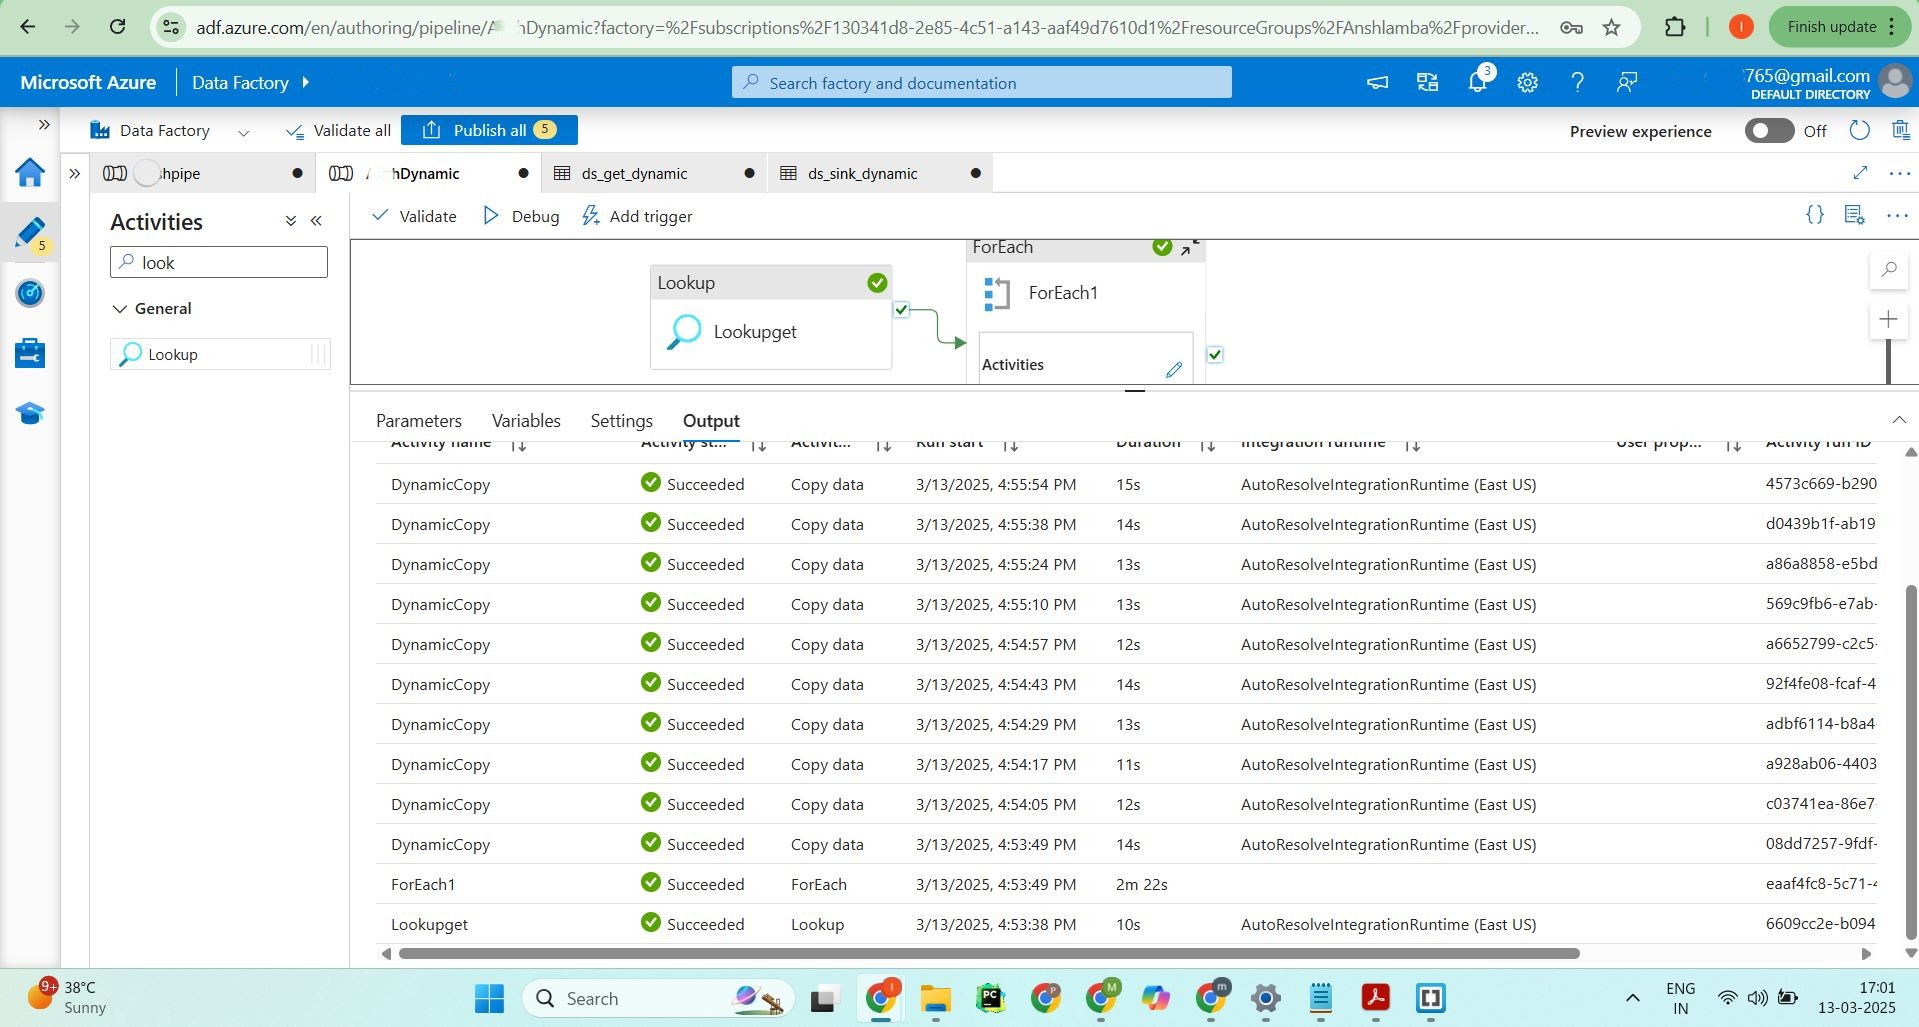 adf.azure.com/en/authoring/pipeline/A hDynamic?factory=%2Fsubscriptions%2F130341d8-2e85-4c51-a143-aaf49d7610d1%2FresourceGroups%2FAnshlamba%2Fprovider...
Finish update
Microsoft Azure
Data Factory
Search factory and documentation
3
765@gmail.com
DEFAULT DIRECTORY
Data Factory
Validate all
Publish all 5
Preview experience
Off
hpipe
hDynamic
ds_get_dynamic
ds_sink_dynamic
Activities
Validate
Debug
Add trigger
5
look
General
Lookup
Lookup
Lookupget
ForEach
ForEach1
Activities
Parameters
Variables
Settings
Output
Activity name Activity st... Activit... Run start Duration Integration runtime User prop... Activity run ID
DynamicCopy Succeeded Copy data 3/13/2025, 4:55:54 PM 15s AutoResolveIntegrationRuntime (East US) 4573c669-b290
DynamicCopy Succeeded Copy data 3/13/2025, 4:55:38 PM 14s AutoResolveIntegrationRuntime (East US) d0439b1f-ab19
DynamicCopy Succeeded Copy data 3/13/2025, 4:55:24 PM 13s AutoResolveIntegrationRuntime (East US) a86a8858-e5bd
DynamicCopy Succeeded Copy data 3/13/2025, 4:55:10 PM 13s AutoResolveIntegrationRuntime (East US) 569c9fb6-e7ab-
DynamicCopy Succeeded Copy data 3/13/2025, 4:54:57 PM 12s AutoResolveIntegrationRuntime (East US) a6652799-c2c5-
DynamicCopy Succeeded Copy data 3/13/2025, 4:54:43 PM 14s AutoResolveIntegrationRuntime (East US) 92f4fe08-fcaf-4
DynamicCopy Succeeded Copy data 3/13/2025, 4:54:29 PM 13s AutoResolveIntegrationRuntime (East US) adbf6114-b8a4
DynamicCopy Succeeded Copy data 3/13/2025, 4:54:17 PM 11s AutoResolveIntegrationRuntime (East US) a928ab06-4403
DynamicCopy Succeeded Copy data 3/13/2025, 4:54:05 PM 12s AutoResolveIntegrationRuntime (East US) c03741ea-86e7
DynamicCopy Succeeded Copy data 3/13/2025, 4:53:49 PM 14s AutoResolveIntegrationRuntime (East US) 08dd7257-9fdf-
ForEach1 Succeeded ForEach 3/13/2025, 4:53:49 PM 2m 22s eaaf4fc8-5c71-4
Lookupget Succeeded Lookup 3/13/2025, 4:53:38 PM 10s AutoResolveIntegrationRuntime (East US) 6609cc2e-b094
9+
38°C
Sunny
Search
ENG
IN
17:01
13-03-2025